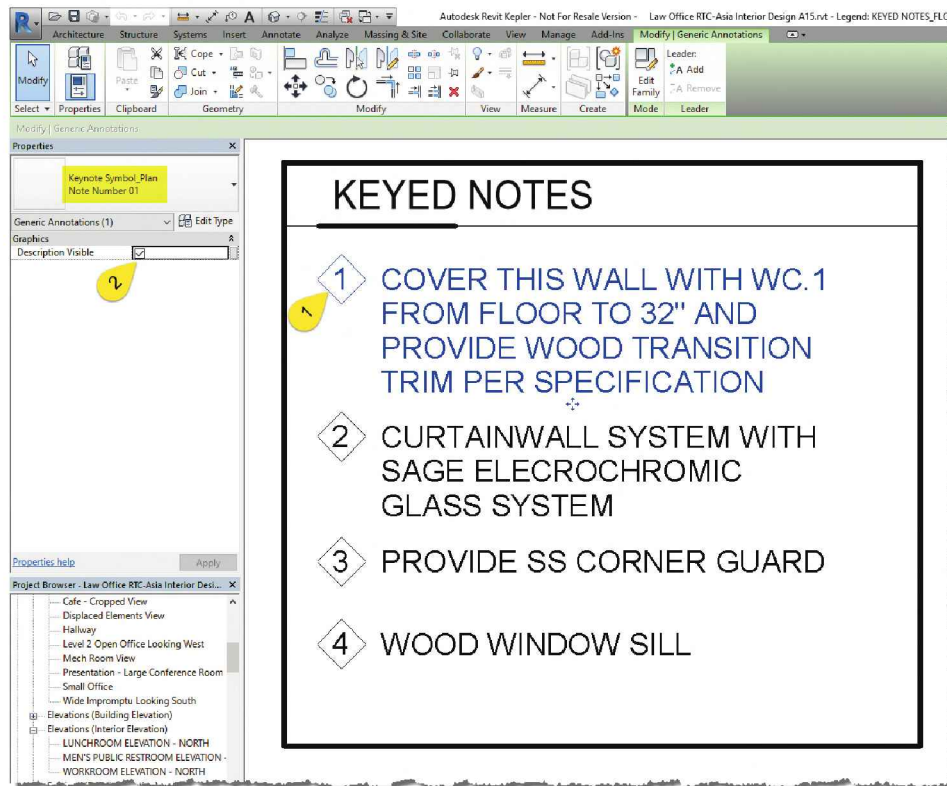 Autodesk Revit Kepler - Not For Resale Version - Law Office RTC-Asia Interior Design A15.rvt - Legend: KEYED NOTES_FLO
Architecture Structure Systems Insert Annotate Analyze Massing & Site Collaborate View Manage Add-Ins Modify | Generic Annotations
Modify Paste Cope Cut Join Edit Family Leader: Add Remove
Select Properties Clipboard Geometry Modify View Measure Create Mode Leader
Modify | Generic Annotations
Properties
Keynote Symbol_Plan
Note Number 01
Generic Annotations (1) Edit Type
Graphics
Description Visible
2
Properties help Apply
Project Browser - Law Office RTC-Asia Interior Desi...
Cafe - Cropped View
Displaced Elements View
Hallway
Level 2 Open Office Looking West
Mech Room View
Presentation - Large Conference Room
Small Office
Wide Impromptu Looking South
Elevations (Building Elevation)
Elevations (Interior Elevation)
LUNCHROOM ELEVATION - NORTH
MEN'S PUBLIC RESTROOM ELEVATION -
WORKROOM ELEVATION - NORTH
KEYED NOTES
1 COVER THIS WALL WITH WC.1
1 FROM FLOOR TO 32" AND
PROVIDE WOOD TRANSITION
TRIM PER SPECIFICATION
2 CURTAINWALL SYSTEM WITH
SAGE ELECROCHROMIC
GLASS SYSTEM
3 PROVIDE SS CORNER GUARD
4 WOOD WINDOW SILL